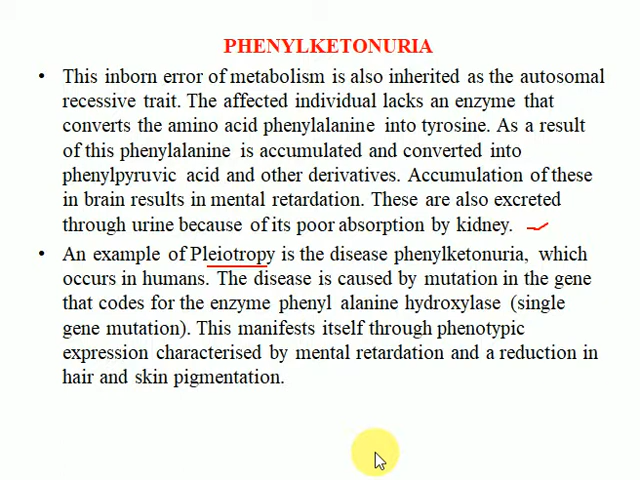 PHENYLKETONURIA
• This inborn error of metabolism is also inherited as the autosomal
recessive trait. The affected individual lacks an enzyme that
converts the amino acid phenylalanine into tyrosine. As a result
of this phenylalanine is accumulated and converted into
phenylpyruvic acid and other derivatives. Accumulation of these
in brain results in mental retardation. These are also excreted
through urine because of its poor absorption by kidney.
• An example of Pleiotropy is the disease phenylketonuria, which
occurs in humans. The disease is caused by mutation in the gene
that codes for the enzyme phenyl alanine hydroxylase (single
gene mutation). This manifests itself through phenotypic
expression characterised by mental retardation and a reduction in
hair and skin pigmentation.